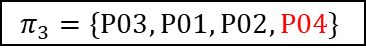 π₃ = {P03, P01, P02, P04}